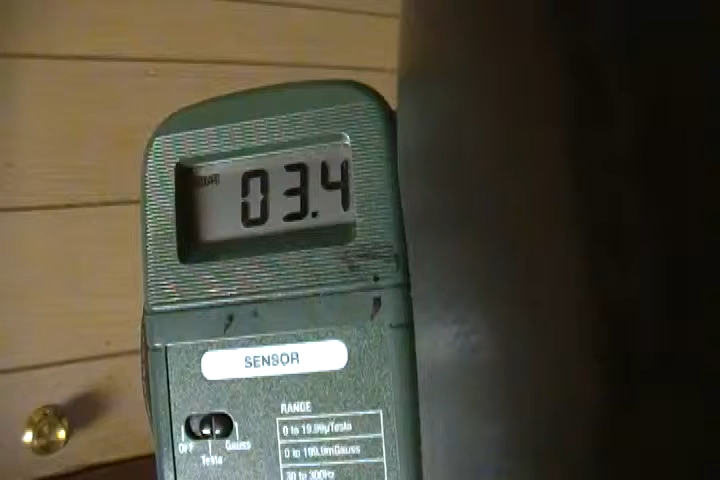 03.4
SENSOR
RANGE
OFF
Tesla
Gauss
0 to 19.99µTesla
0 to 199.9mGauss
30 to 300Hz